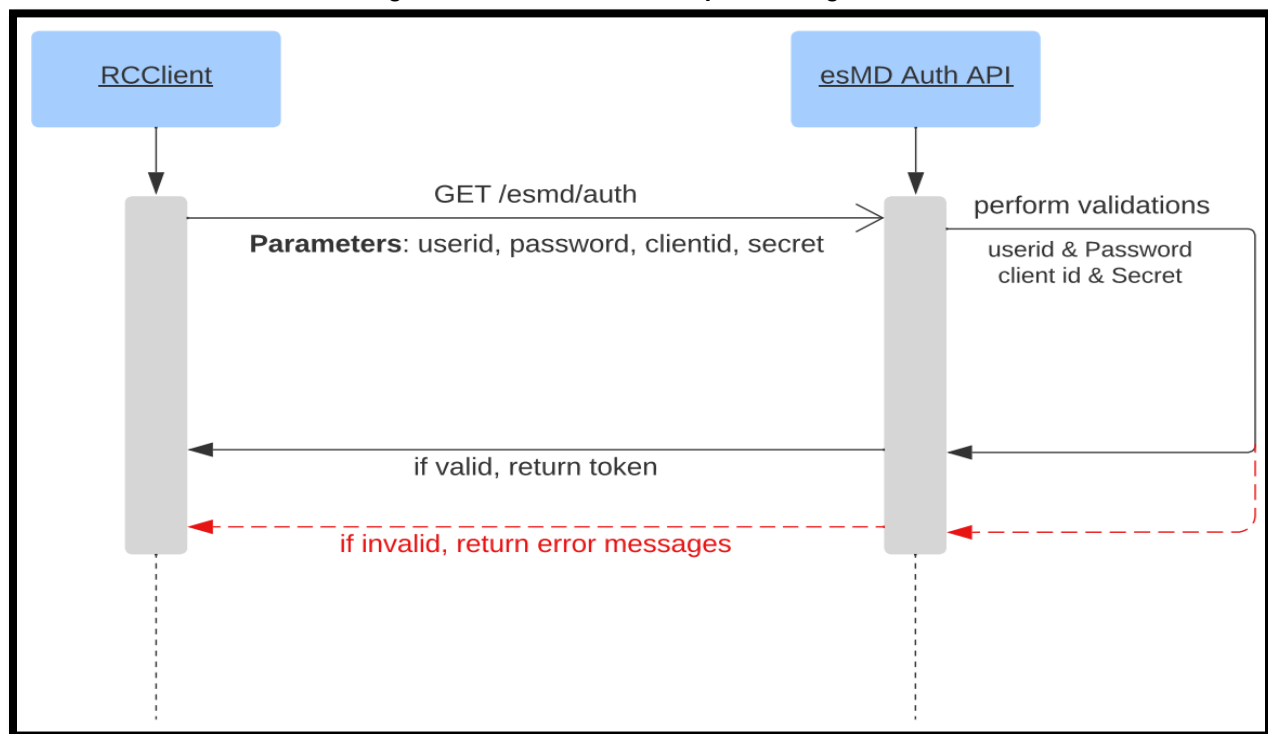 RCClient
esMD Auth API
GET /esmd/auth
perform validations
Parameters: userid, password, clientid, secret
userid & Password
client id & Secret
if valid, return token
if invalid, return error messages